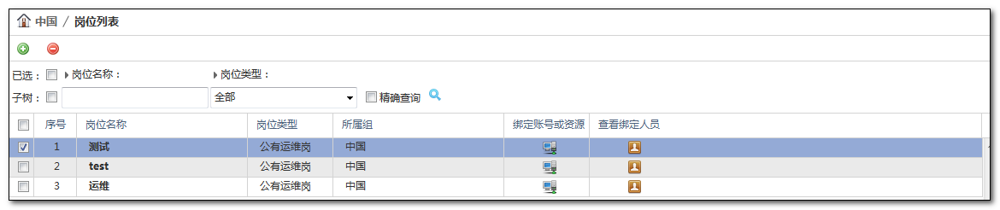 中国 / 岗位列表
已选： 岗位名称： 岗位类型：
子树： 全部 精确查询
序号 岗位名称 岗位类型 所属组 绑定账号或资源 查看绑定人员
1 测试 公有运维岗 中国
2 test 公有运维岗 中国
3 运维 公有运维岗 中国